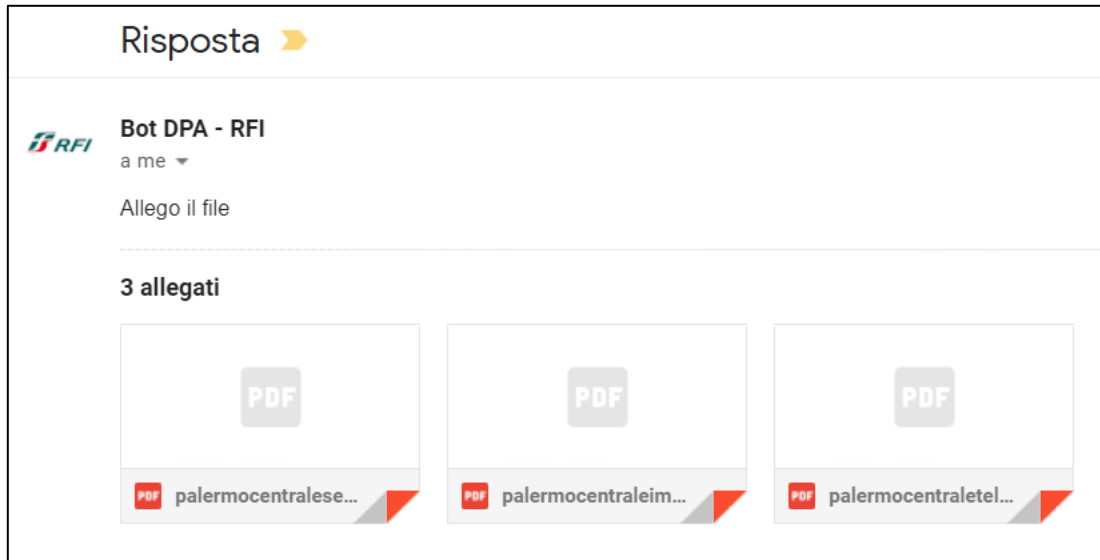 Risposta
RFI
Bot DPA - RFI
a me
Allego il file
3 allegati
PDF PDF PDF
PDF palermocentralese... PDF palermocentraleim... PDF palermocentraletel...